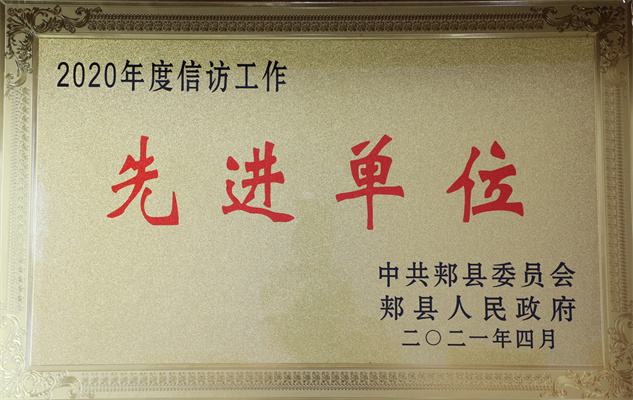 2020年度信访工作
先进单位
中共郏县委员会
郏县人民政府
二〇二一年四月